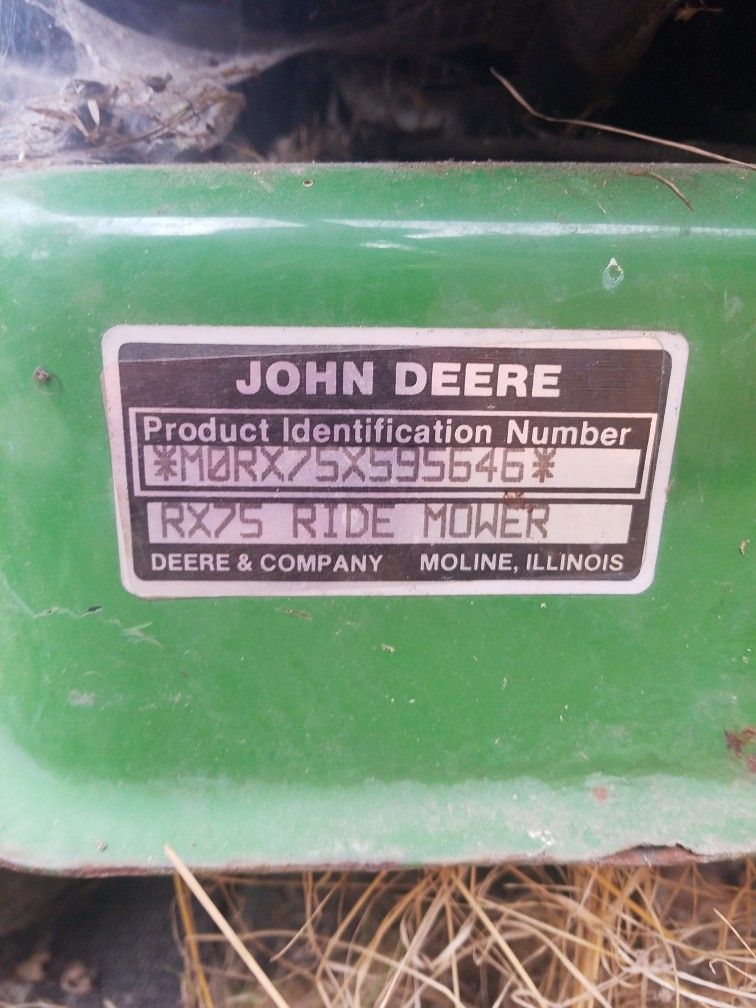 JOHN DEERE
Product Identification Number
*M0RX75X595646*
RX75 RIDE MOWER
DEERE & COMPANY MOLINE, ILLINOIS